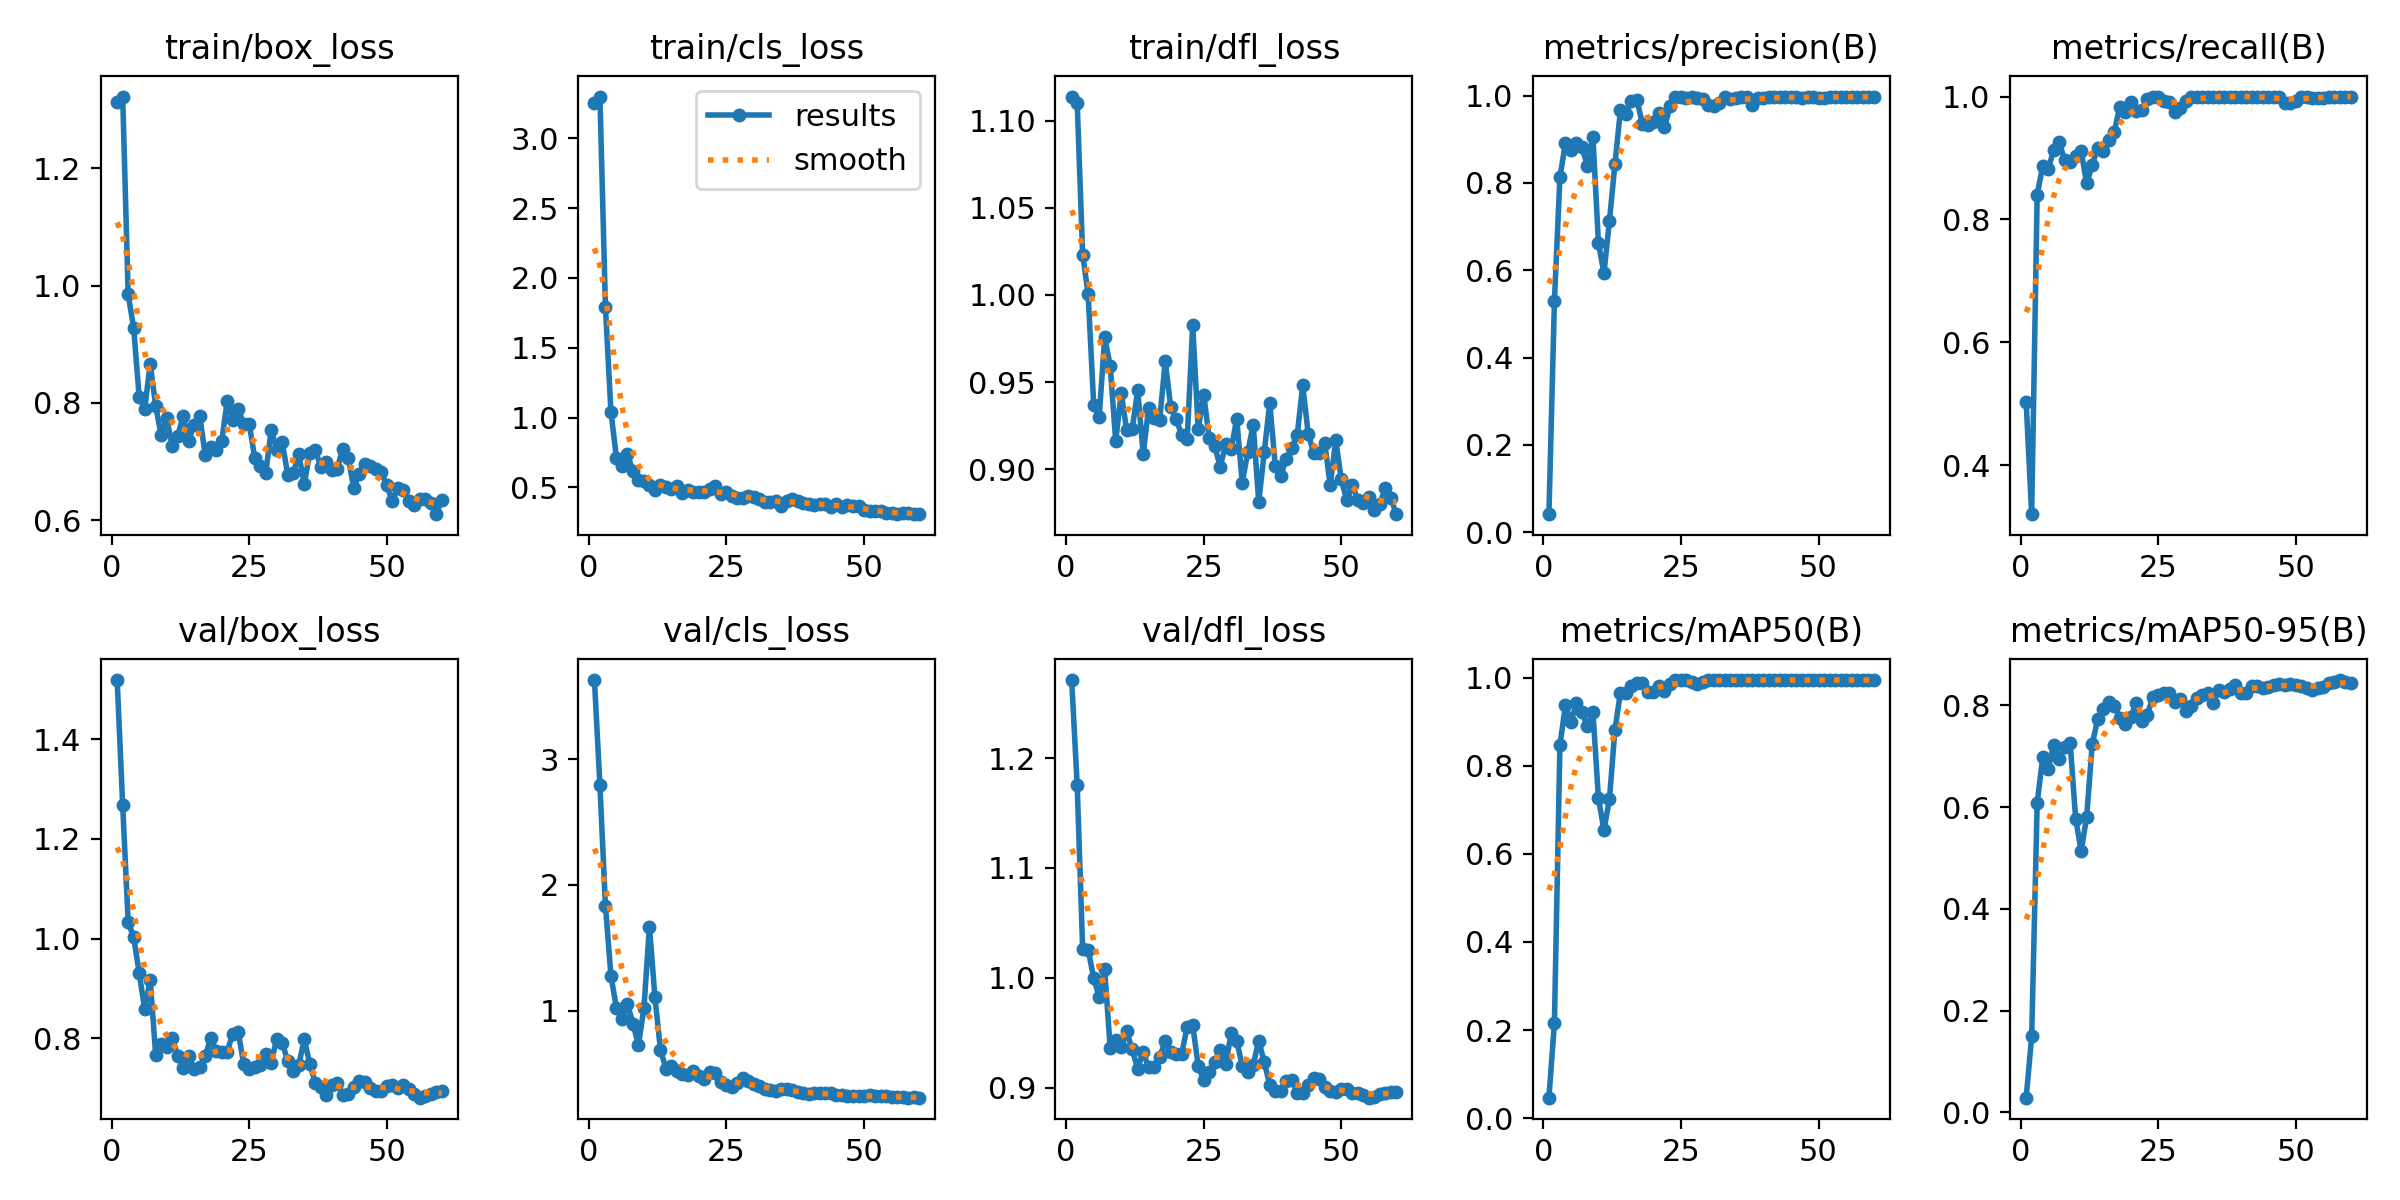 train/box_loss
1.2
1.0
0.8
0.6
0 25 50
train/cls_loss
results
smooth
3.0
2.5
2.0
1.5
1.0
0.5
0 25 50
train/dfl_loss
1.10
1.05
1.00
0.95
0.90
0 25 50
metrics/precision(B)
1.0
0.8
0.6
0.4
0.2
0.0
0 25 50
metrics/recall(B)
1.0
0.8
0.6
0.4
0 25 50
val/box_loss
1.4
1.2
1.0
0.8
0 25 50
val/cls_loss
3
2
1
0 25 50
val/dfl_loss
1.2
1.1
1.0
0.9
0 25 50
metrics/mAP50(B)
1.0
0.8
0.6
0.4
0.2
0.0
0 25 50
metrics/mAP50-95(B)
0.8
0.6
0.4
0.2
0.0
0 25 50